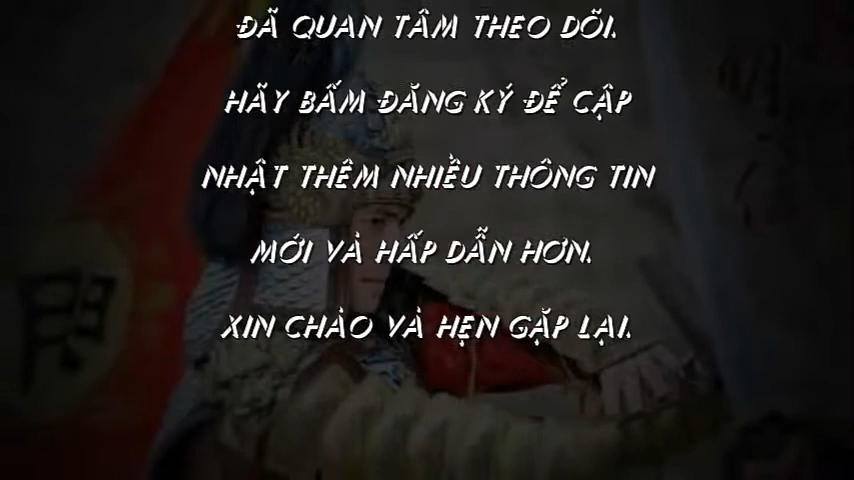 ĐÃ QUAN TÂM THEO DÕI.
HÃY BẤM ĐĂNG KÝ ĐỂ CẬP
NHẬT THÊM NHIỀU THÔNG TIN
MỚI VÀ HẤP DẪN HƠN.
XIN CHÀO VÀ HẸN GẶP LẠI.